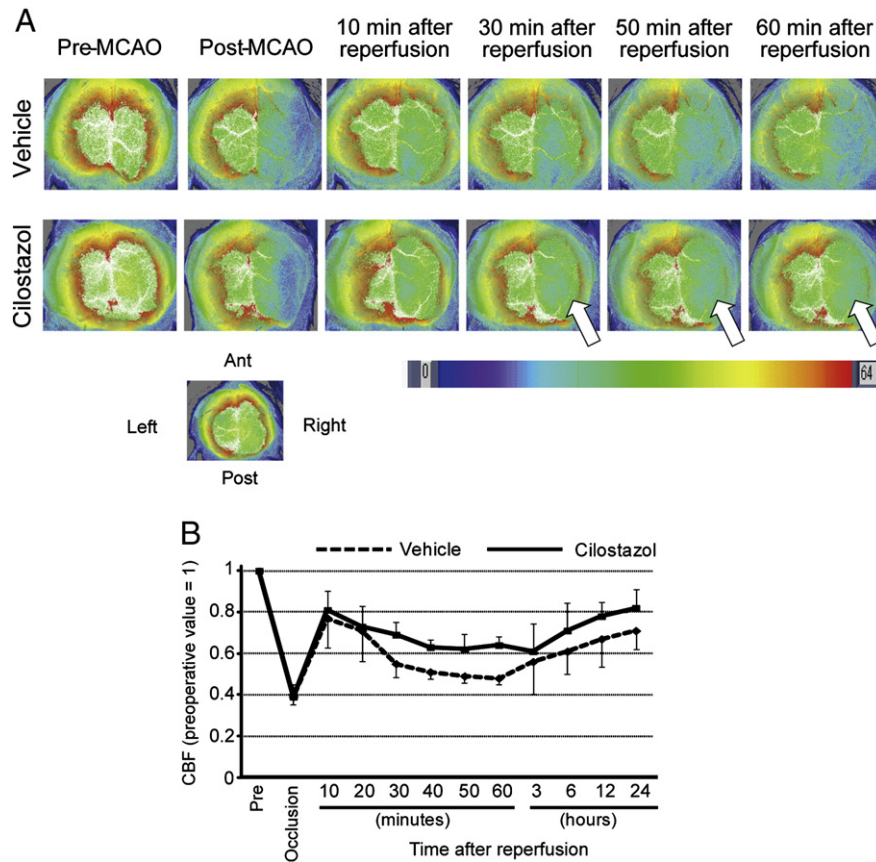 A
Pre-MCAO Post-MCAO 10 min after reperfusion 30 min after reperfusion 50 min after reperfusion 60 min after reperfusion
Vehicle
Cilostazol
0 64
Ant
Left Right
Post
B
Vehicle Cilostazol
CBF (preoperative value = 1)
1
0.8
0.6
0.4
0.2
0
Pre Occlusion 10 20 30 40 50 60 3 6 12 24
(minutes) (hours)
Time after reperfusion